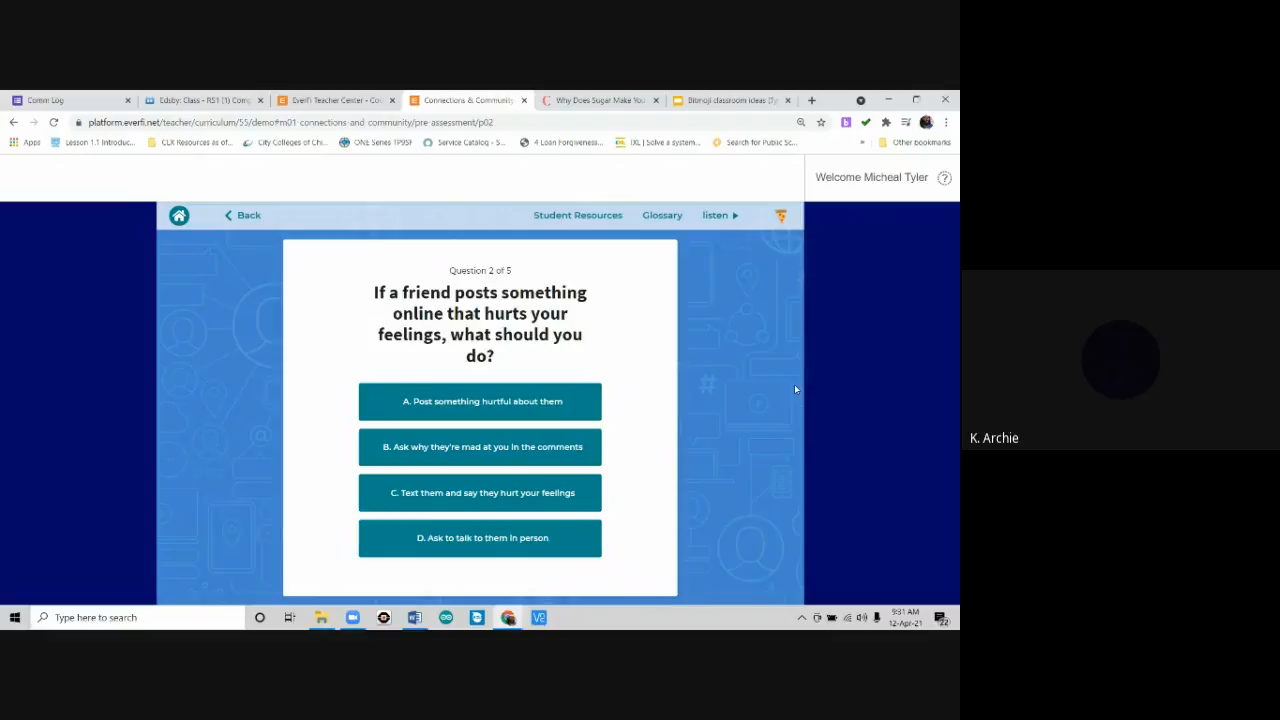 Comm Log
Edsby: Class - RS1 (1) Com
Everfi Teacher Center - Co
Connections & Community
Why Does Sugar Make You
Bitmoji classroom ideas
platform.everfi.net/teacher/curriculum/55/demo#m01-connections-and-community/pre-assessment/p02
Apps
Lesson 1.1 Introduc...
CLX Resources as of...
City Colleges of Chi...
ONE Series TP95F
Service Catalog - S...
4 Loan Forgiveness...
IXL | Solve a system...
Search for Public Sc...
»
Other bookmarks
Welcome Micheal Tyler
Back
Student Resources
Glossary
listen
Question 2 of 5
If a friend posts something
online that hurts your
feelings, what should you
do?
A. Post something hurtful about them
B. Ask why they're mad at you in the comments
C. Text them and say they hurt your feelings
D. Ask to talk to them in person
K. Archie
Type here to search
9:31 AM
12-Apr-21
22